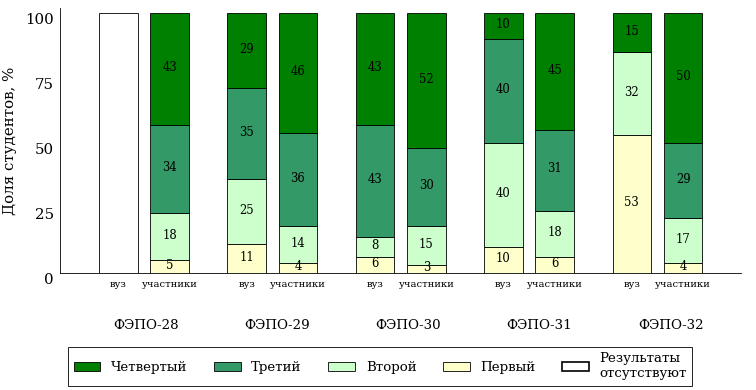 Доля студентов, %
100
75
50
25
0
43 29 46 43 52 10 45 15 50
34 35 36 43 30 40 31 32 29
18 25 14 8 15 40 18 53 17
5 11 4 6 3 10 6 4
вуз участники вуз участники вуз участники вуз участники вуз участники
ФЭПО-28 ФЭПО-29 ФЭПО-30 ФЭПО-31 ФЭПО-32
Четвертый Третий Второй Первый Результаты
отсутствуют